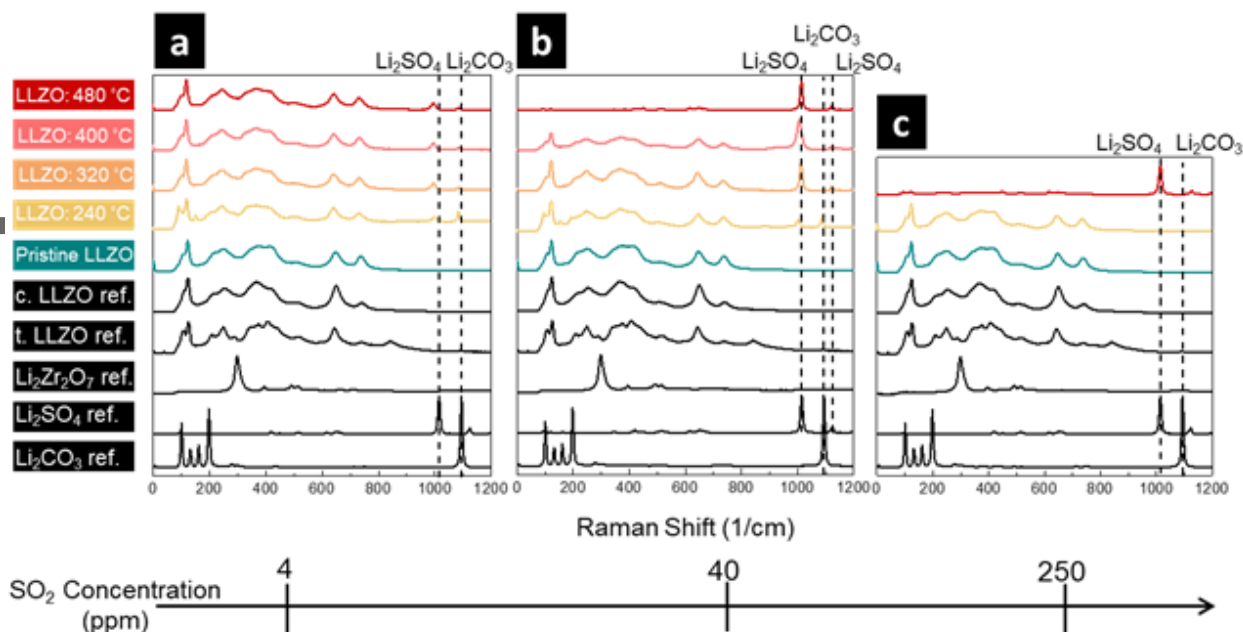 a
b
c
Li₂SO₄ Li₂CO₃
Li₂CO₃
Li₂SO₄ Li₂SO₄
Li₂SO₄ Li₂CO₃
LLZO: 480 °C
LLZO: 400 °C
LLZO: 320 °C
LLZO: 240 °C
Pristine LLZO
c. LLZO ref.
t. LLZO ref.
Li₂Zr₂O₇ ref.
Li₂SO₄ ref.
Li₂CO₃ ref.
0 200 400 600 800 1000 1200
0 200 400 600 800 1000 1200
0 200 400 600 800 1000 1200
Raman Shift (1/cm)
4 40 250
SO₂ Concentration
(ppm)